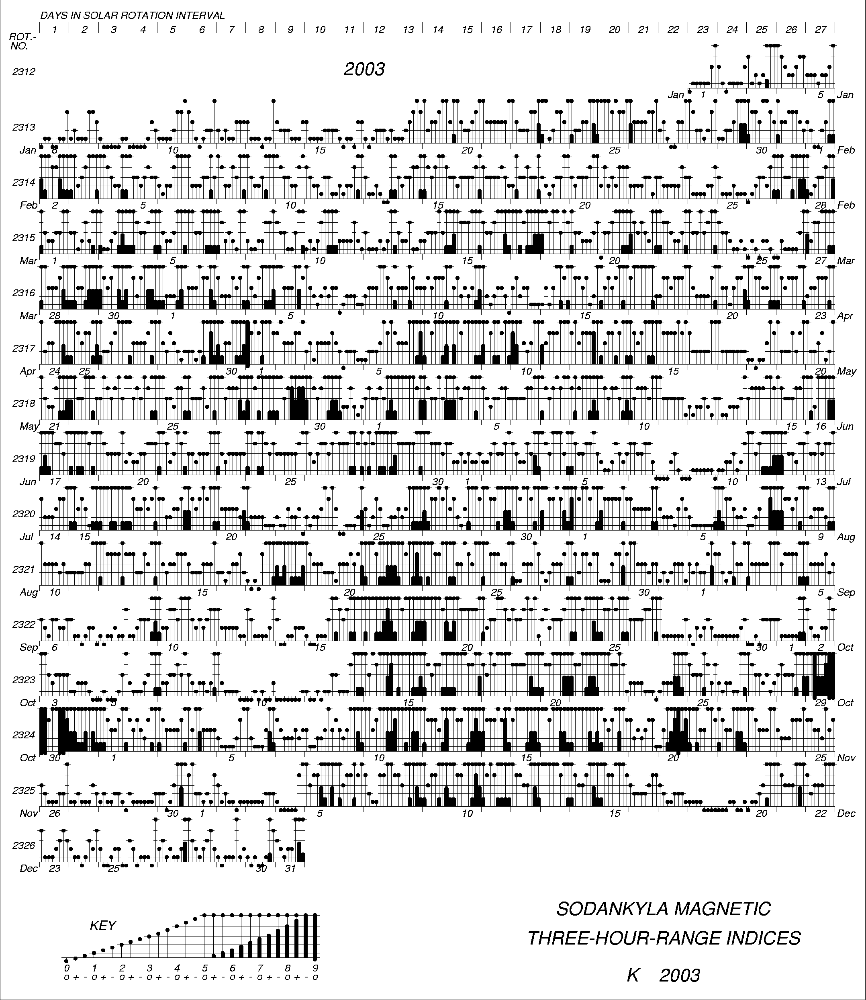 DAYS IN SOLAR ROTATION INTERVAL
1 2 3 4 5 6 7 8 9 10 11 12 13 14 15 16 17 18 19 20 21 22 23 24 25 26 27
ROT.-
NO.
2003
2312
Jan 1 5 Jan
2313
Jan 6 10 15 20 25 30 1 Feb
2314
Feb 2 5 10 15 20 25 28 Feb
2315
Mar 1 5 10 15 20 25 27 Mar
2316
Mar 28 30 1 5 10 15 20 23 Apr
2317
Apr 24 25 30 1 5 10 15 20 May
2318
May 21 25 30 1 5 10 15 16 Jun
2319
Jun 17 20 25 30 1 5 10 13 Jul
2320
Jul 14 15 20 25 30 1 5 9 Aug
2321
Aug 10 15 20 25 30 1 5 Sep
2322
Sep 6 10 15 20 25 30 1 2 Oct
2323
Oct 3 5 10 15 20 25 29 Oct
2324
Oct 30 1 5 10 15 20 25 Nov
2325
Nov 26 30 1 5 10 15 20 22 Dec
2326
Dec 23 25 30 31
KEY
0 1 2 3 4 5 6 7 8 9
o + - o + - o + - o + - o + - o + - o + - o + - o + - o
SODANKYLA MAGNETIC
THREE-HOUR-RANGE INDICES
K 2003